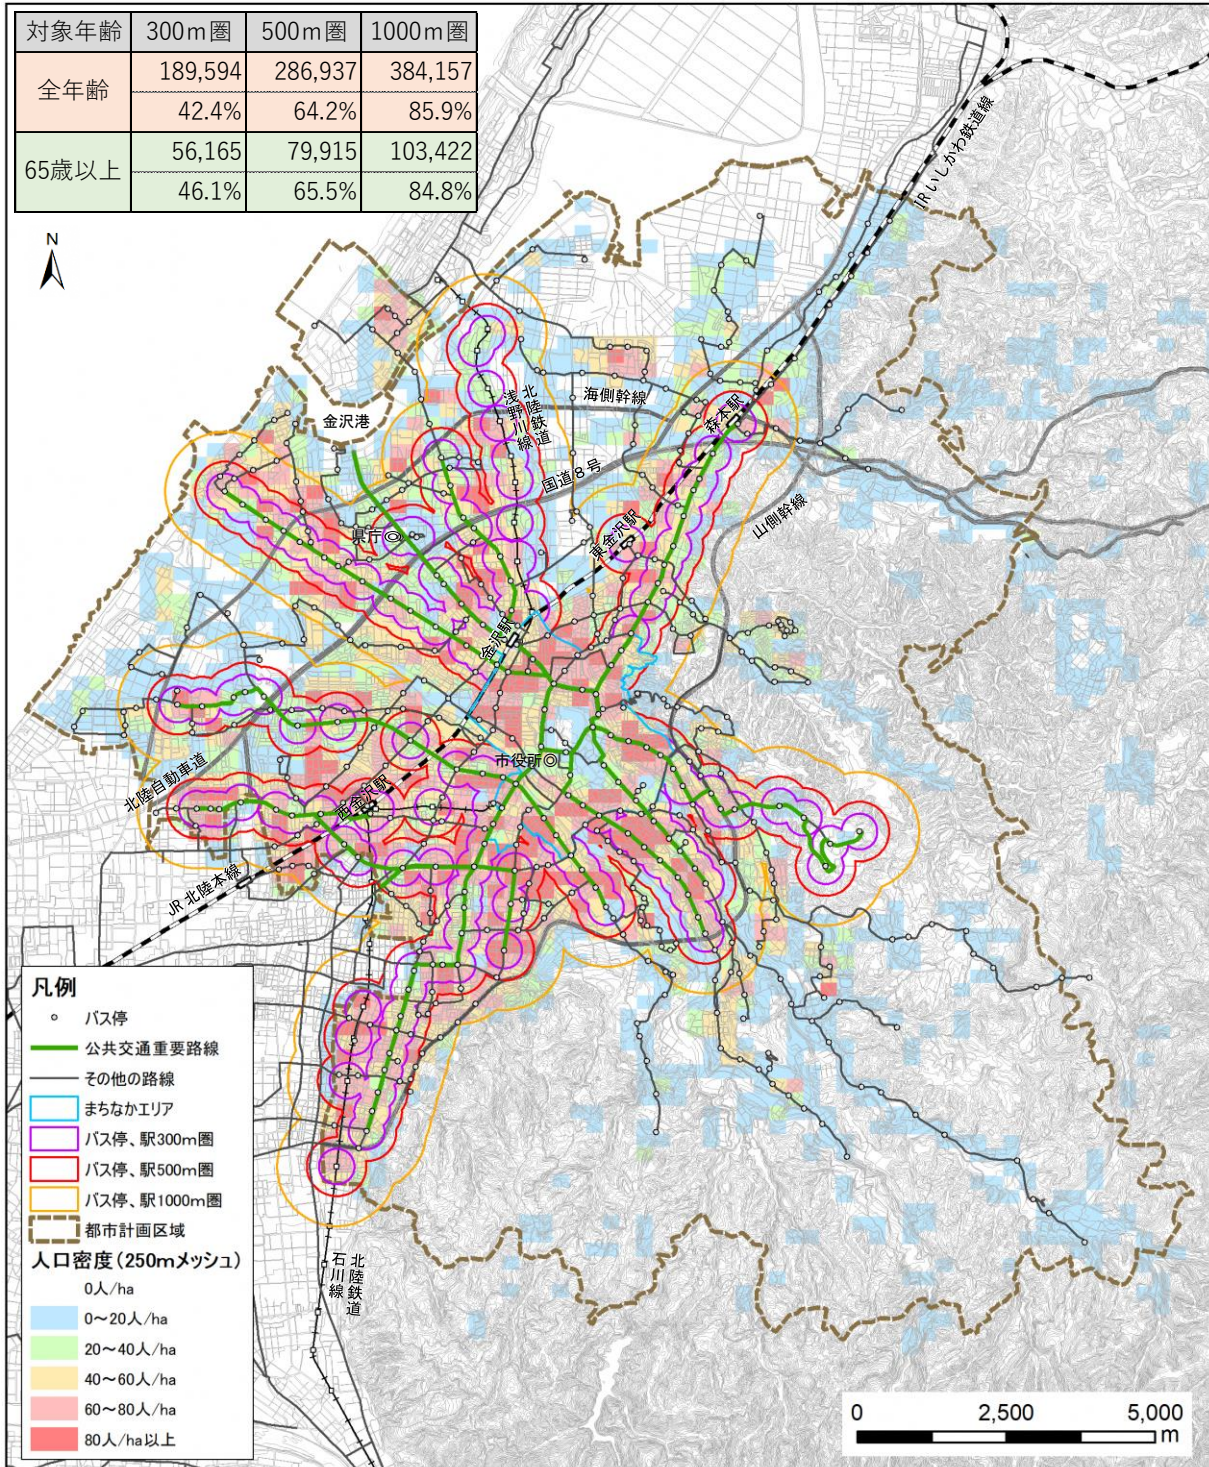 対象年齢 300m圏 500m圏 1000m圏
全年齢 189,594 286,937 384,157
42.4% 64.2% 85.9%
65歳以上 56,165 79,915 103,422
46.1% 65.5% 84.8%
N
IRいしかわ鉄道線
金沢港
北陸鉄道
浅野川線
海側幹線
森本駅
国道8号
県庁
東金沢駅
山側幹線
金沢駅
市役所
北陸自動車道
西金沢駅
JR北陸本線
凡例
バス停
公共交通重要路線
その他の路線
まちなかエリア
バス停、駅300m圏
バス停、駅500m圏
バス停、駅1000m圏
都市計画区域
人口密度(250mメッシュ)
0人/ha
0～20人/ha
20～40人/ha
40～60人/ha
60～80人/ha
80人/ha以上
北陸鉄道
石川線
0 2,500 5,000
m